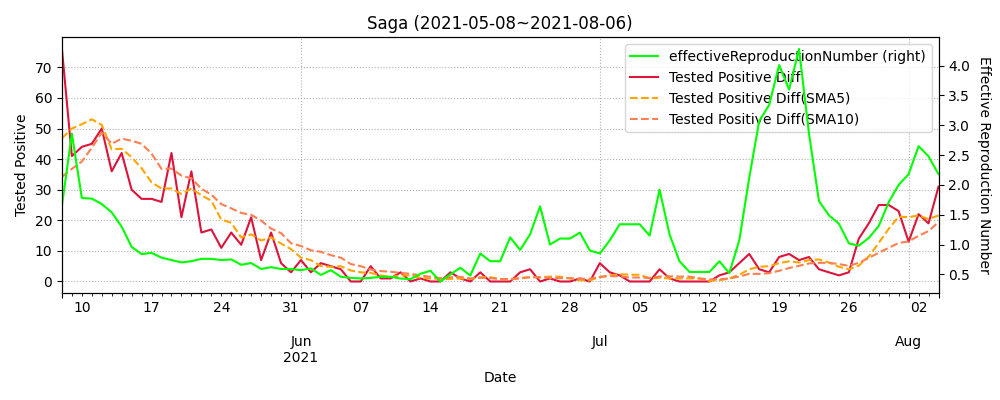 Saga (2021-05-08~2021-08-06)
effectiveReproductionNumber (right)
Tested Positive Diff
Tested Positive Diff(SMA5)
Tested Positive Diff(SMA10)
Tested Positive
70
60
50
40
30
20
10
0
4.0
3.5
3.0
2.5
2.0
1.5
1.0
0.5
Effective Reproduction Number
10 17 24 31 07 14 21 28 05 12 19 26 02
Jun Jul Aug
2021
Date